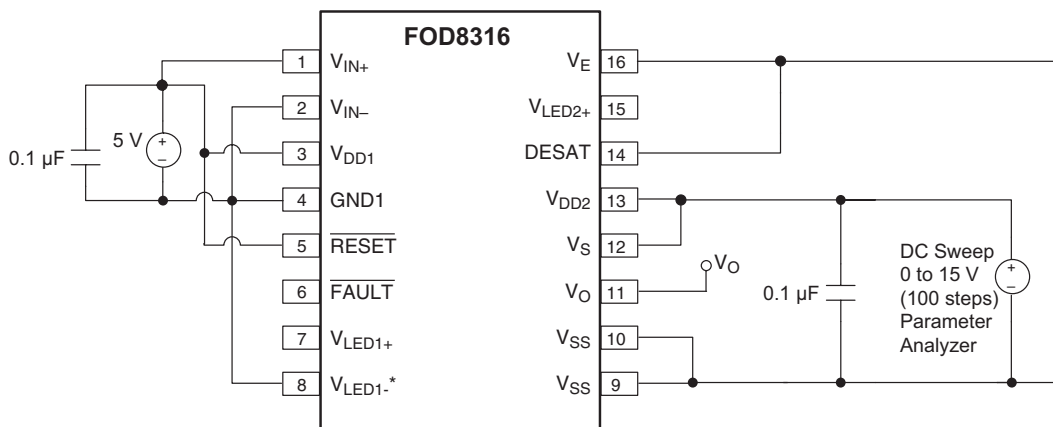 FOD8316
1 V_IN+
2 V_IN–
3 V_DD1
4 GND1
5 RESET
6 FAULT
7 V_LED1+
8 V_LED1-*
V_E 16
V_LED2+ 15
DESAT 14
V_DD2 13
V_S 12
V_O 11
V_SS 10
V_SS 9
0.1 µF
5 V
+
–
V_O
0.1 µF
DC Sweep
0 to 15 V
(100 steps)
Parameter
Analyzer
+
–